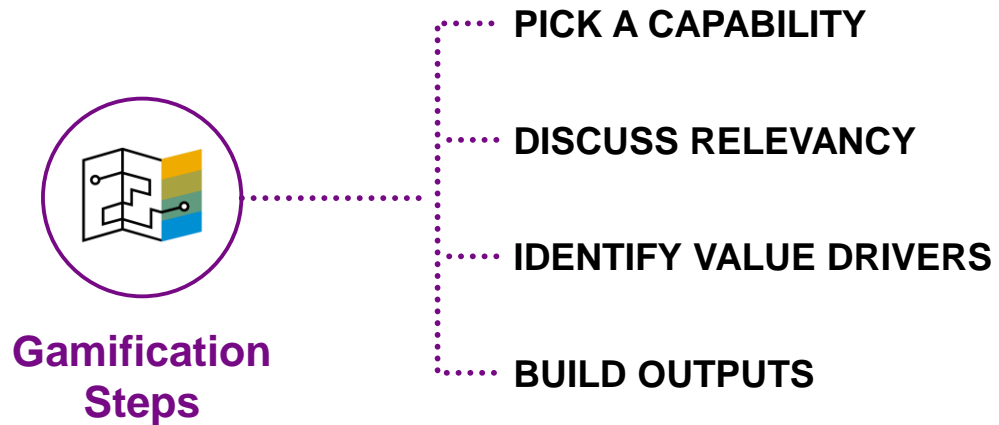 PICK A CAPABILITY
DISCUSS RELEVANCY
IDENTIFY VALUE DRIVERS
BUILD OUTPUTS
Gamification
Steps